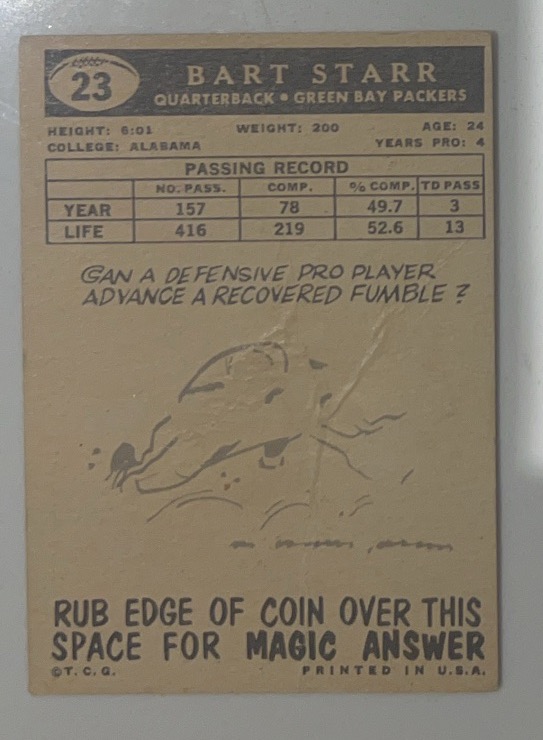 23
BART STARR
QUARTERBACK • GREEN BAY PACKERS
HEIGHT: 6:01 WEIGHT: 200 AGE: 24
COLLEGE: ALABAMA YEARS PRO: 4
PASSING RECORD
NO. PASS. COMP. % COMP. TD PASS
YEAR 157 78 49.7 3
LIFE 416 219 52.6 13
CAN A DEFENSIVE PRO PLAYER
ADVANCE A RECOVERED FUMBLE?
RUB EDGE OF COIN OVER THIS
SPACE FOR MAGIC ANSWER
©T. C. G. PRINTED IN U.S.A.